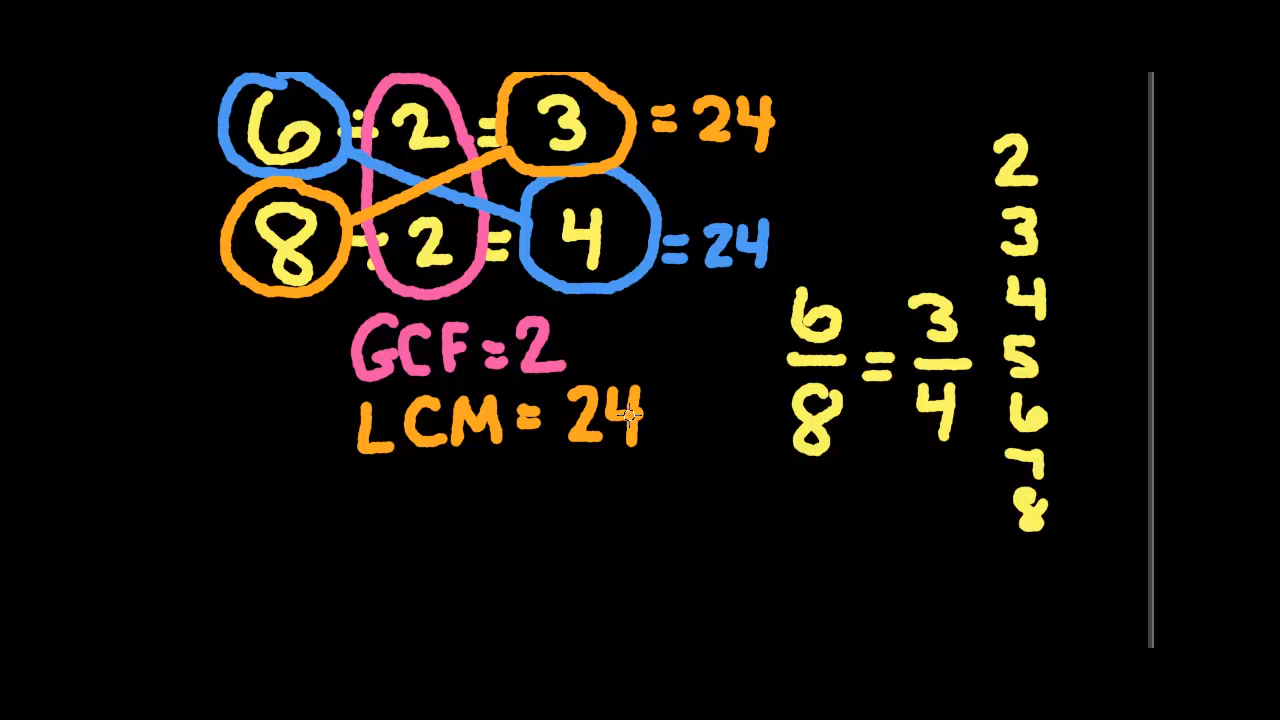 6 ÷ 2 = 3 = 24
8 ÷ 2 = 4 = 24
GCF = 2
LCM = 24
6/8 = 3/4
2
3
4
5
6
7
8